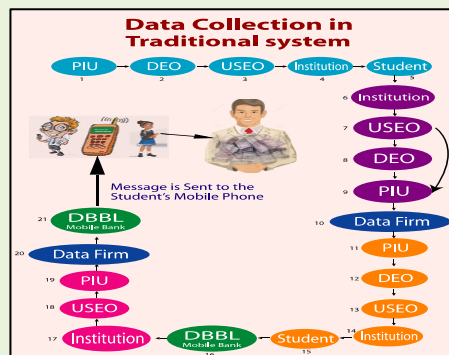 Data Collection in
Traditional system
PIU
DEO
USEO
Institution
Student
1
2
3
4
5
6
Institution
7
USEO
8
DEO
9
PIU
10
Data Firm
11
PIU
12
DEO
13
USEO
14
Institution
Student
15
DBBL
Mobile Bank
16
17
Institution
18
USEO
19
PIU
20
Data Firm
21
DBBL
Mobile Bank
Message is Sent to the
Student's Mobile Phone